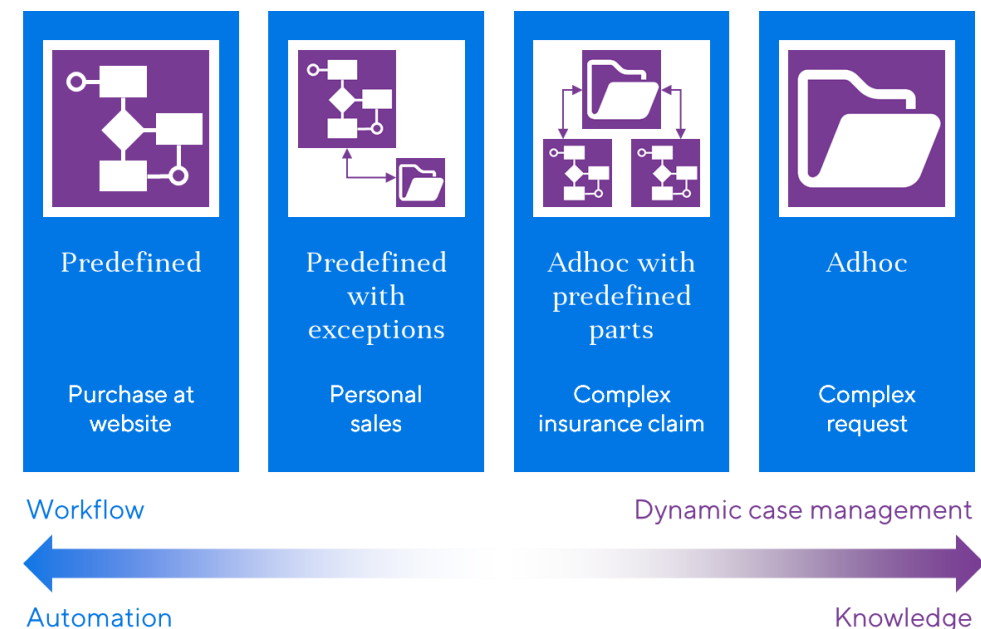 Predefined
Purchase at
website
Predefined
with
exceptions
Personal
sales
Adhoc with
predefined
parts
Complex
insurance claim
Adhoc
Complex
request
Workflow
Dynamic case management
Automation
Knowledge